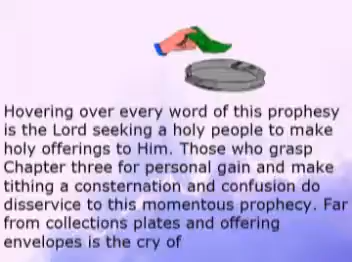 Hovering over every word of this prophesy
is the Lord seeking a holy people to make
holy offerings to Him. Those who grasp
Chapter three for personal gain and make
tithing a consternation and confusion do
disservice to this momentous prophecy. Far
from collections plates and offering
envelopes is the cry of